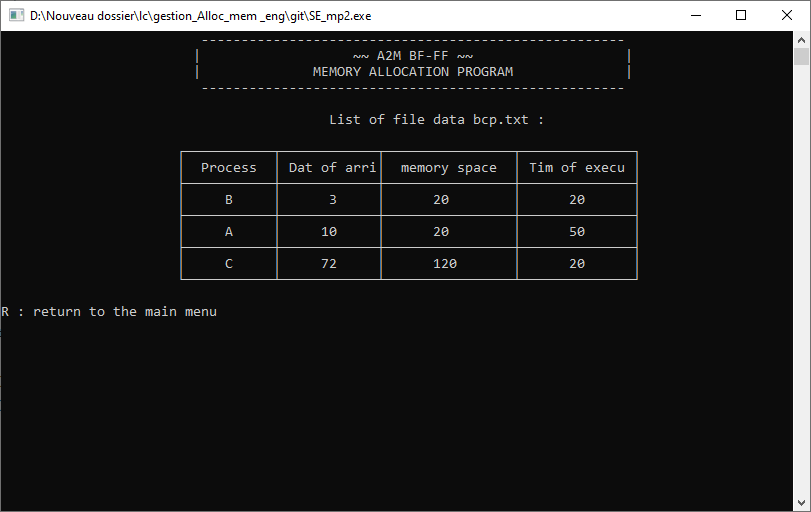 D:\Nouveau dossier\lc\gestion_Alloc_mem _eng\git\SE_mp2.exe
~~ A2M BF-FF ~~
MEMORY ALLOCATION PROGRAM
List of file data bcp.txt :
Process Dat of arri memory space Tim of execu
B 3 20 20
A 10 20 50
C 72 120 20
R : return to the main menu